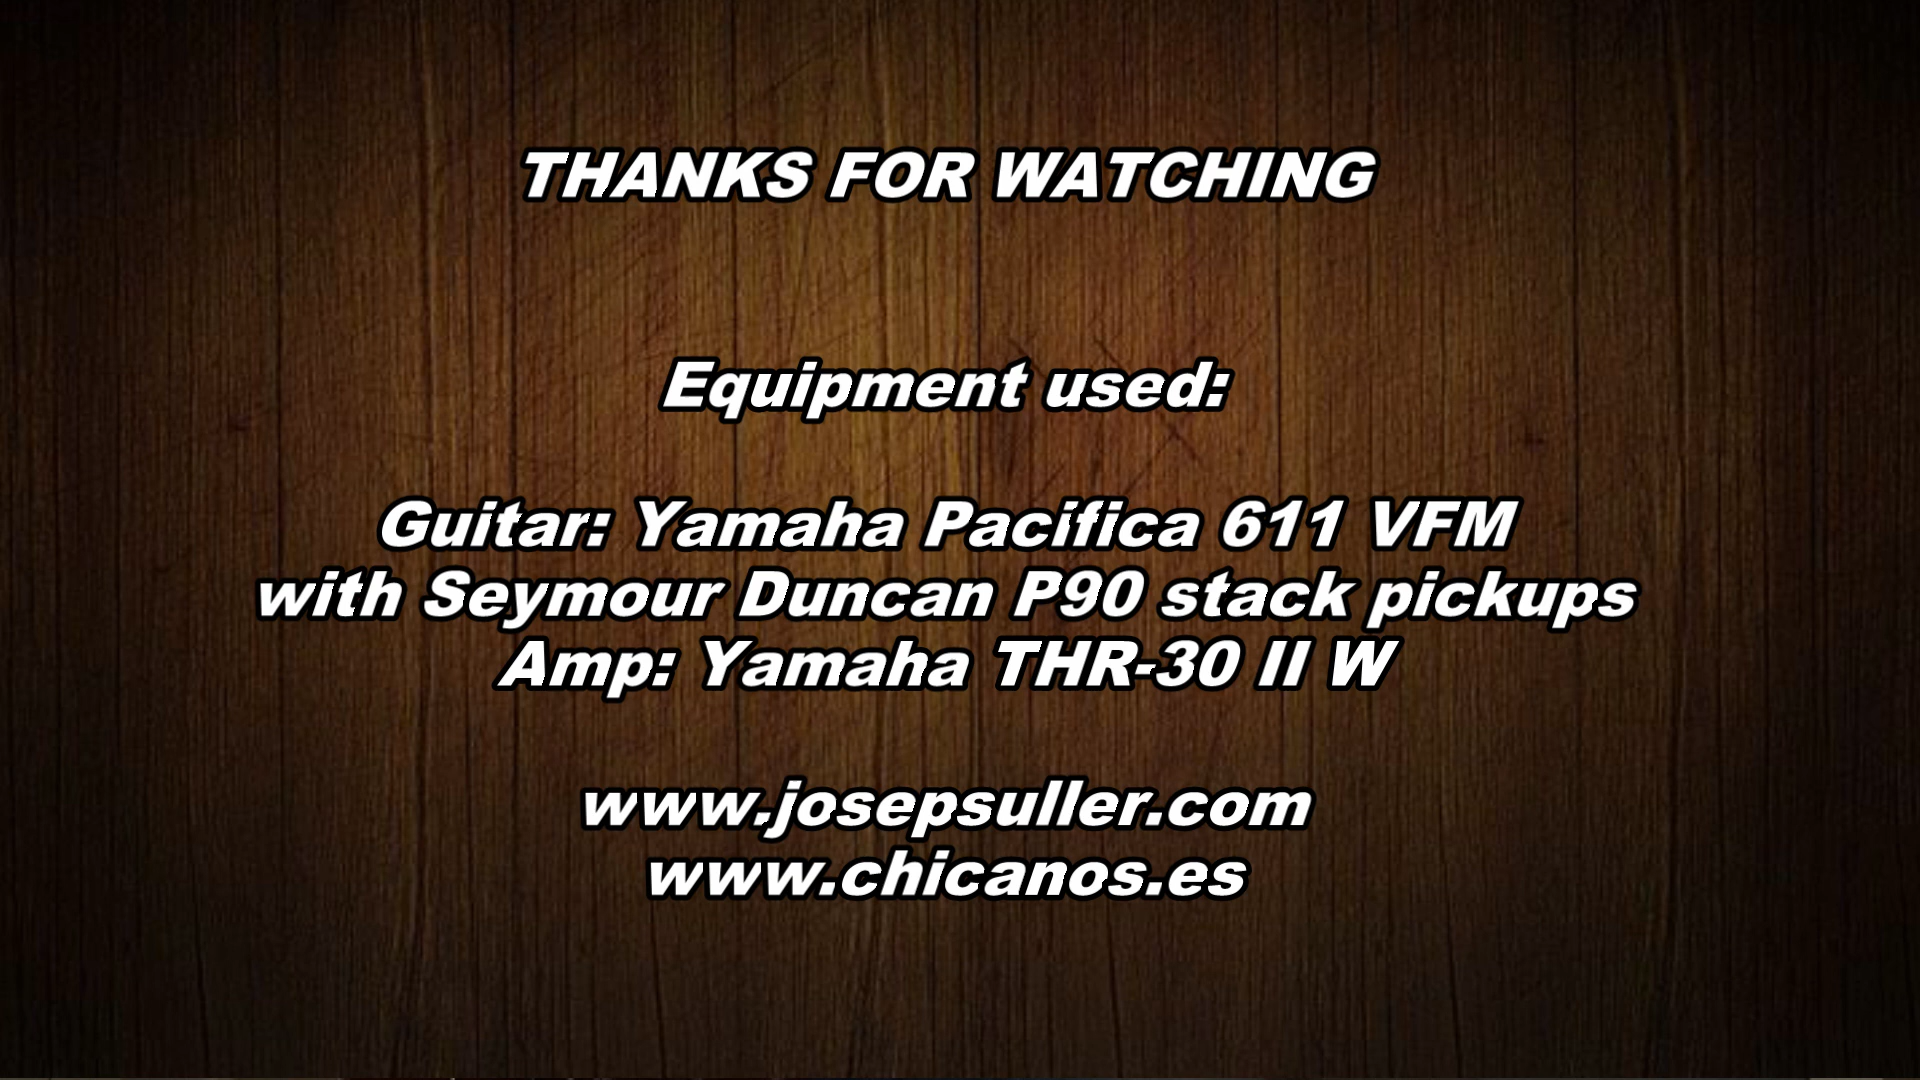 THANKS FOR WATCHING
Equipment used:
Guitar: Yamaha Pacifica 611 VFM
with Seymour Duncan P90 stack pickups
Amp: Yamaha THR-30 II W
www.josepsuller.com
www.chicanos.es